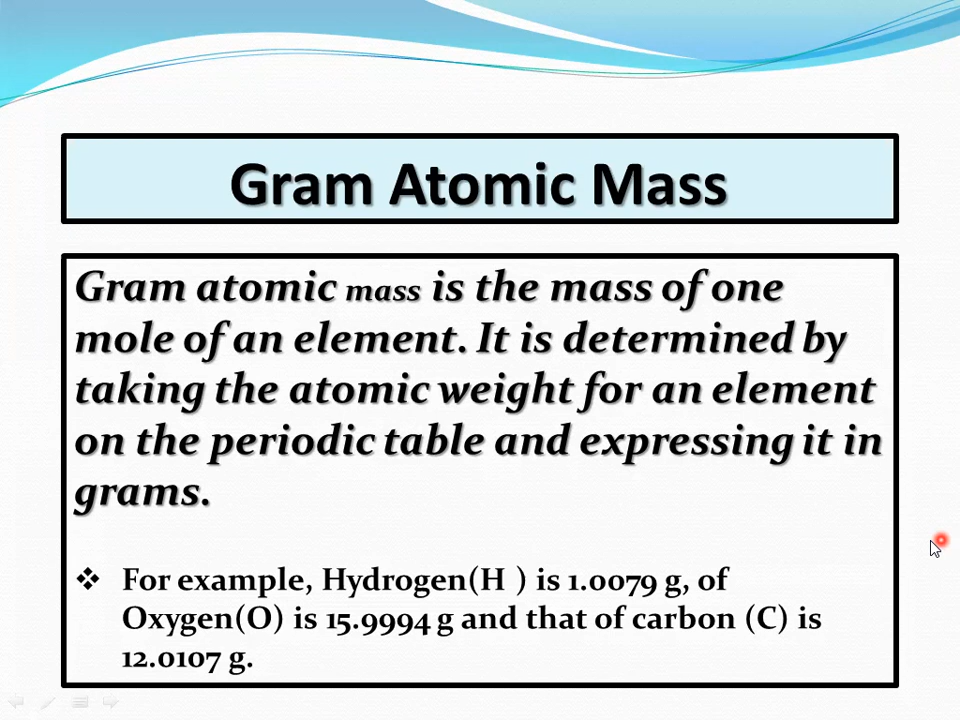 Gram Atomic Mass
Gram atomic mass is the mass of one
mole of an element. It is determined by
taking the atomic weight for an element
on the periodic table and expressing it in
grams.
❖ For example, Hydrogen(H ) is 1.0079 g, of
Oxygen(O) is 15.9994 g and that of carbon (C) is
12.0107 g.